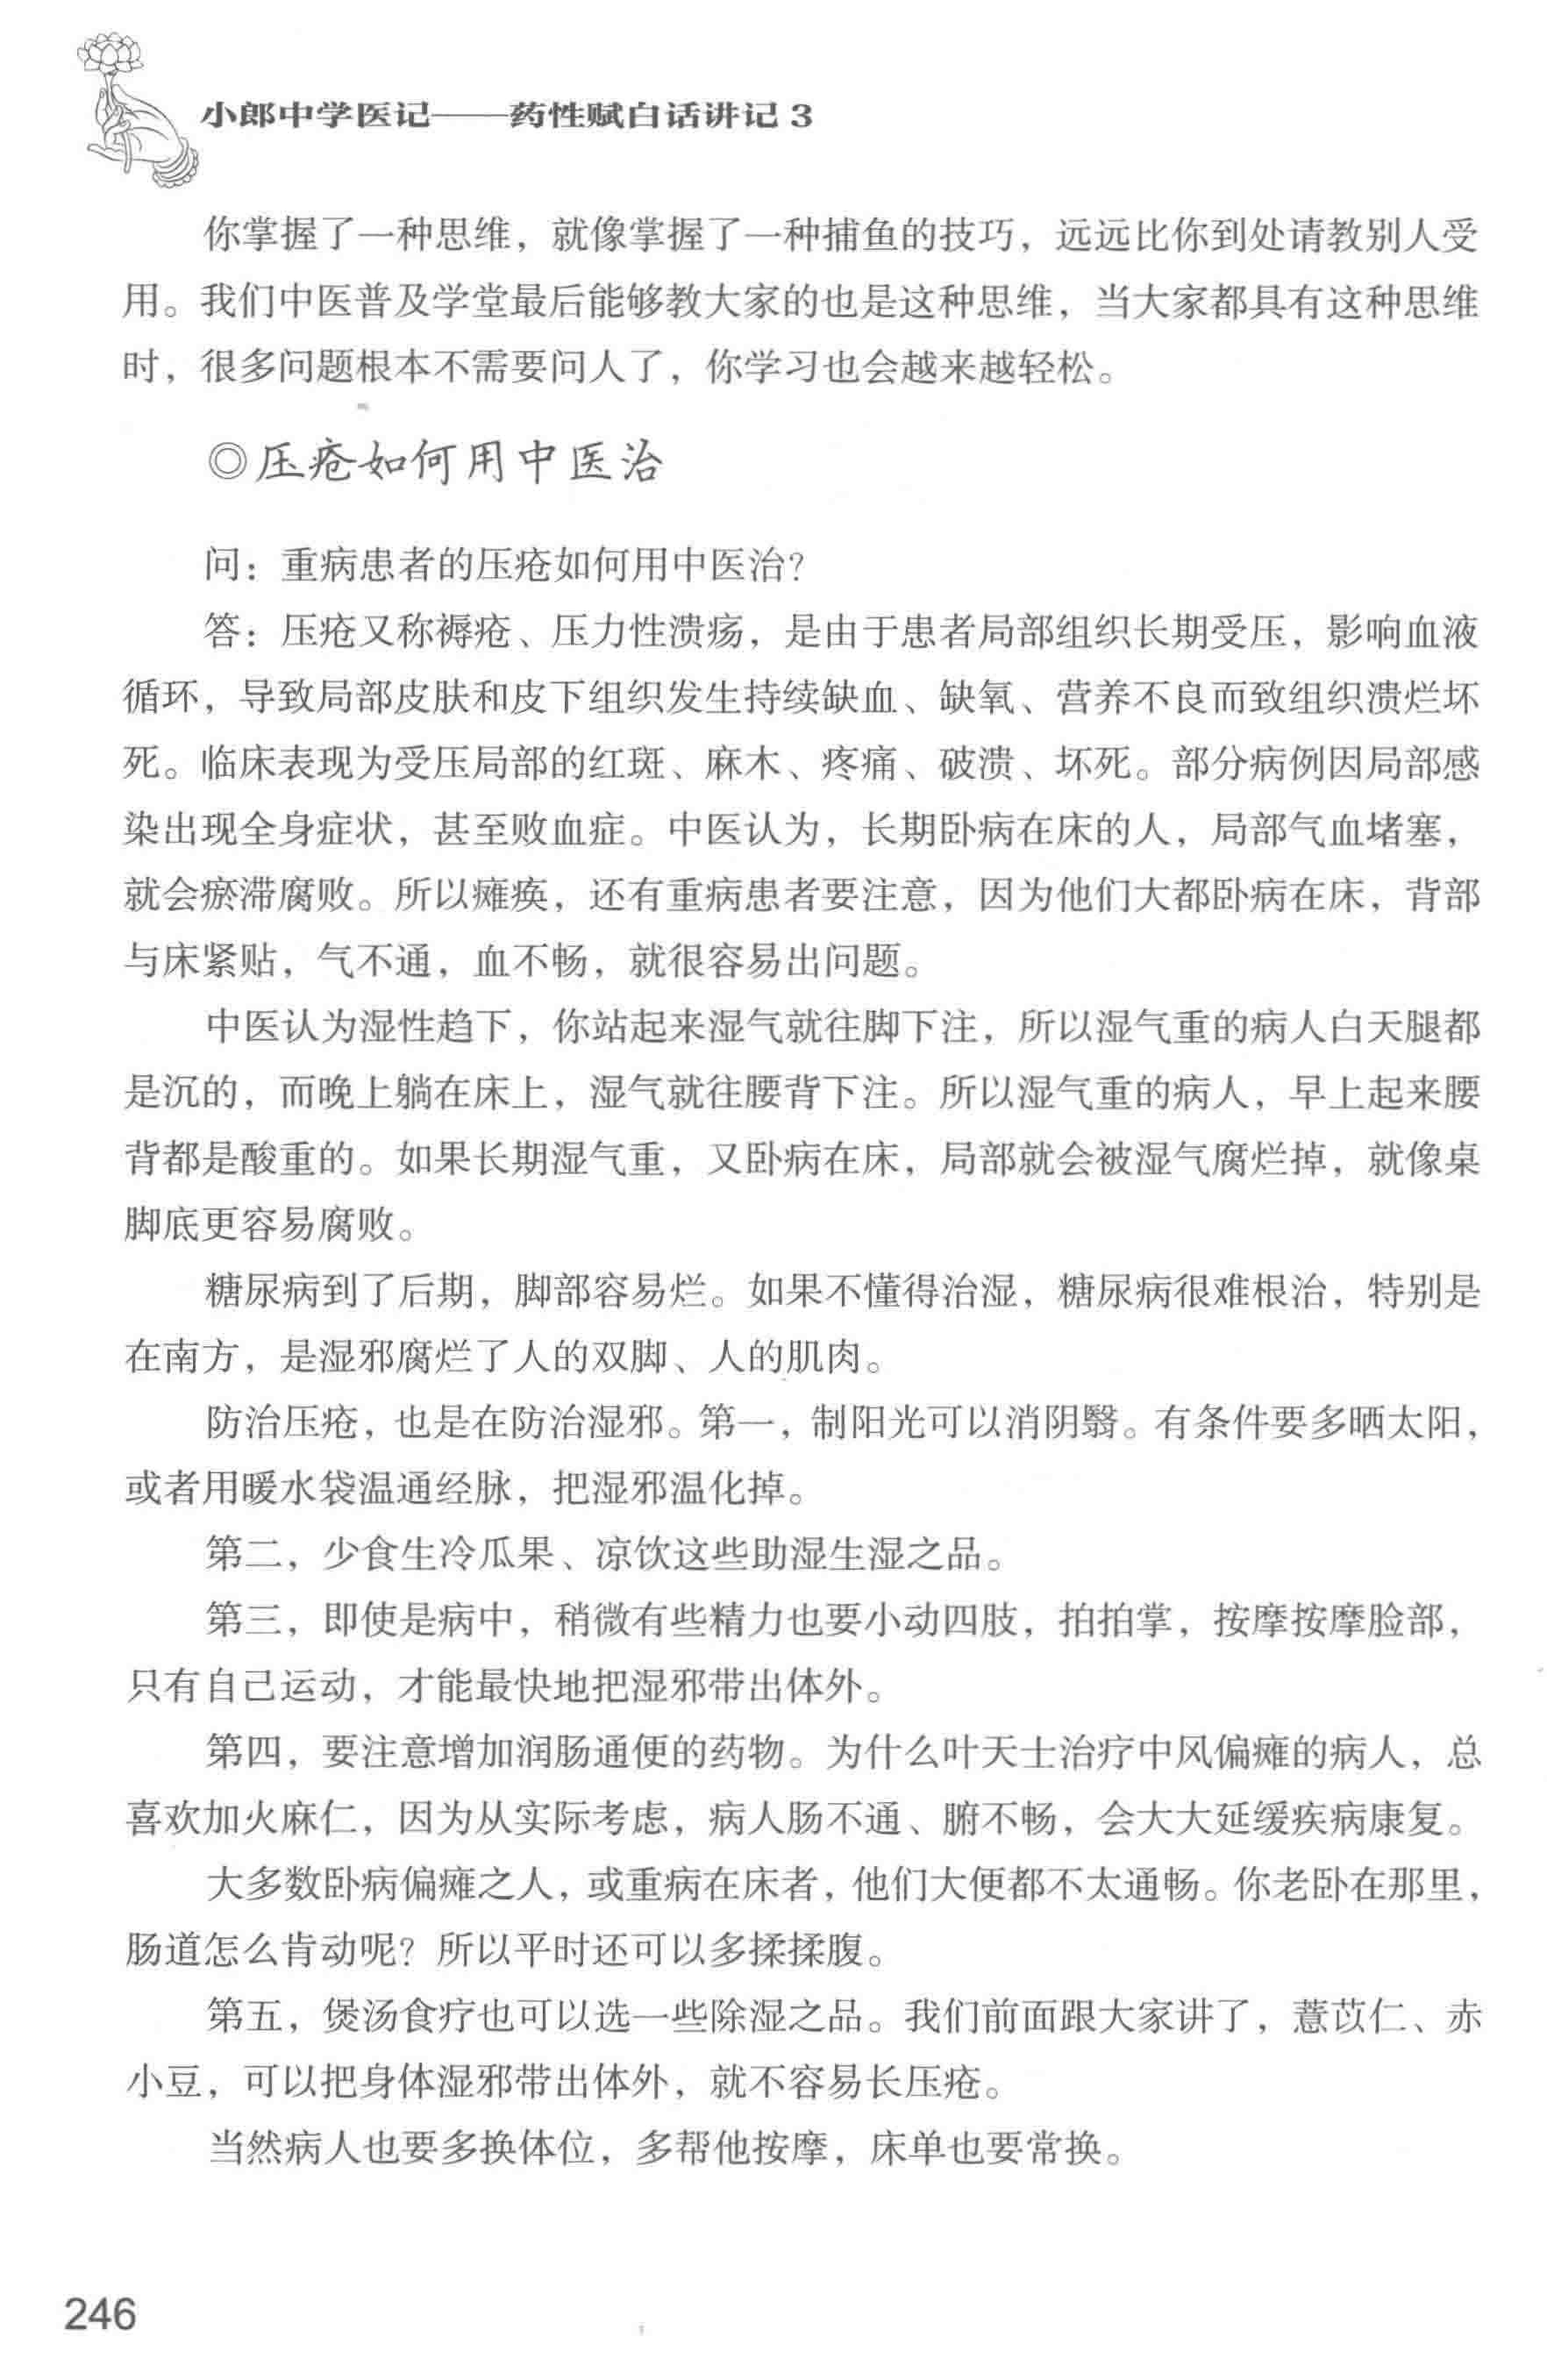 小郎中学医记——药性赋白话讲记 3
你掌握了一种思维，就像掌握了一种捕鱼的技巧，远远比你到处请教别人受
用。我们中医普及学堂最后能够教大家的也是这种思维，当大家都具有这种思维
时，很多问题根本不需要问人了，你学习也会越来越轻松。
◎压疮如何用中医治
问：重病患者的压疮如何用中医治？
答：压疮又称褥疮、压力性溃疡，是由于患者局部组织长期受压，影响血液
循环，导致局部皮肤和皮下组织发生持续缺血、缺氧、营养不良而致组织溃烂坏
死。临床表现为受压局部的红斑、麻木、疼痛、破溃、坏死。部分病例因局部感
染出现全身症状，甚至败血症。中医认为，长期卧病在床的人，局部气血堵塞，
就会瘀滞腐败。所以瘫痪，还有重病患者要注意，因为他们大都卧病在床，背部
与床紧贴，气不通，血不畅，就很容易出问题。
中医认为湿性趋下，你站起来湿气就往脚下注，所以湿气重的病人白天腿都
是沉的，而晚上躺在床上，湿气就往腰背下注。所以湿气重的病人，早上起来腰
背都是酸重的。如果长期湿气重，又卧病在床，局部就会被湿气腐烂掉，就像桌
脚底更容易腐败。
糖尿病到了后期，脚部容易烂。如果不懂得治湿，糖尿病很难根治，特别是
在南方，是湿邪腐烂了人的双脚、人的肌肉。
防治压疮，也是在防治湿邪。第一，制阳光可以消阴翳。有条件要多晒太阳，
或者用暖水袋温通经脉，把湿邪温化掉。
第二，少食生冷瓜果、凉饮这些助湿生湿之品。
第三，即使是病中，稍微有些精力也要小动四肢，拍拍掌，按摩按摩脸部，
只有自己运动，才能最快地把湿邪带出体外。
第四，要注意增加润肠通便的药物。为什么叶天士治疗中风偏瘫的病人，总
喜欢加火麻仁，因为从实际考虑，病人肠不通、腑不畅，会大大延缓疾病康复。
大多数卧病偏瘫之人，或重病在床者，他们大便都不太通畅。你老卧在那里，
肠道怎么肯动呢？所以平时还可以多揉揉腹。
第五，煲汤食疗也可以选一些除湿之品。我们前面跟大家讲了，薏苡仁、赤
小豆，可以把身体湿邪带出体外，就不容易长压疮。
当然病人也要多换体位，多帮他按摩，床单也要常换。
246